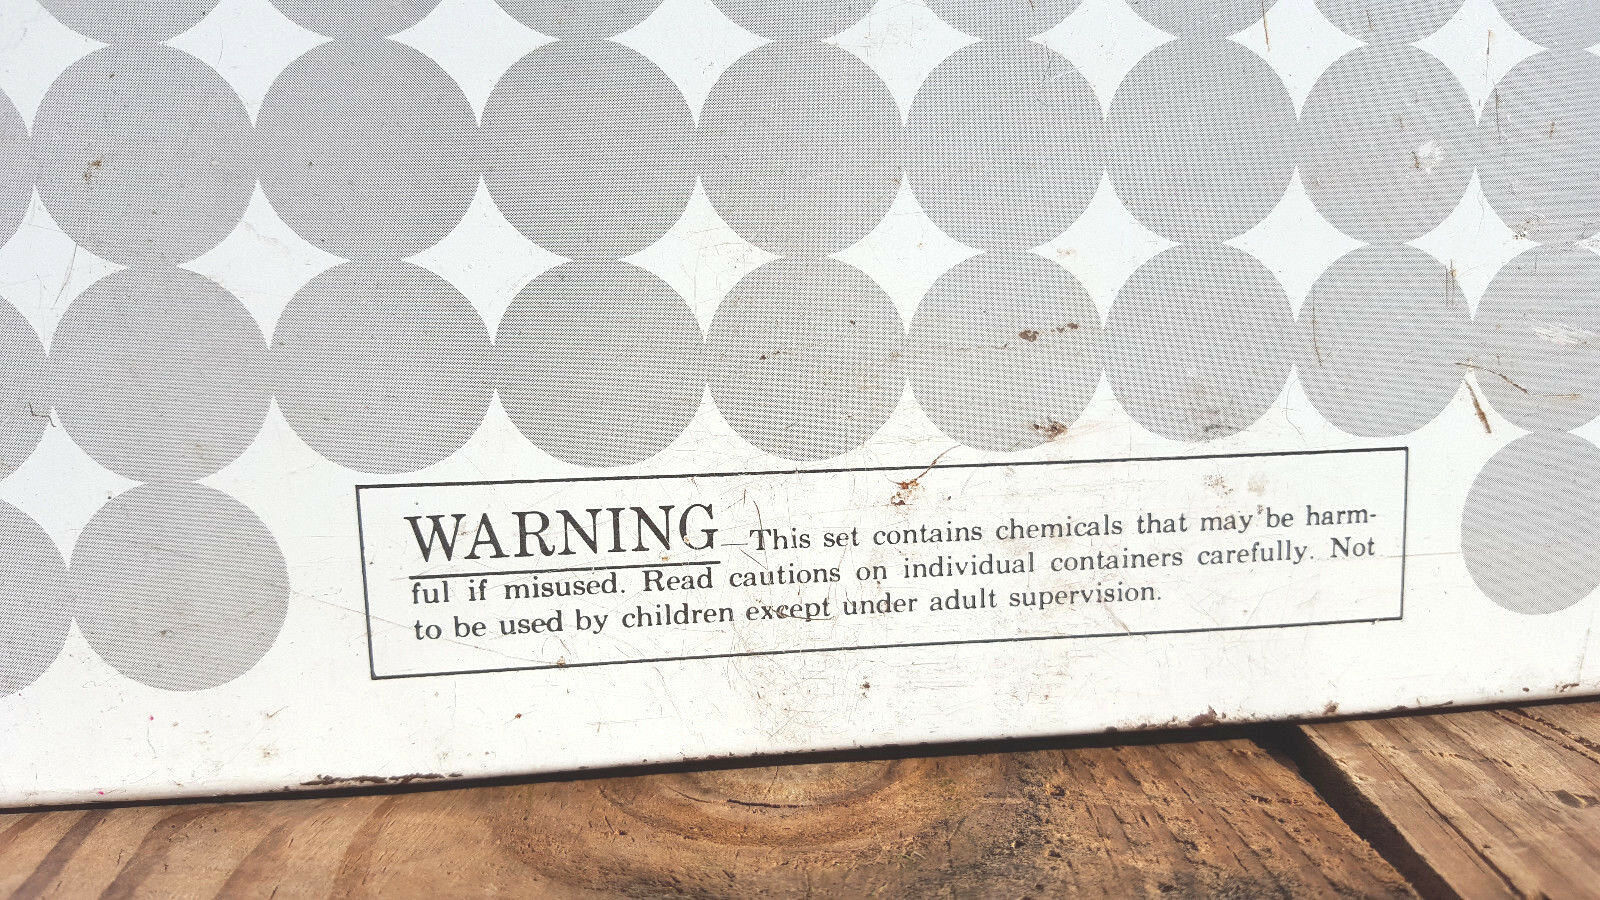 WARNING—This set contains chemicals that may be harm-
ful if misused. Read cautions on individual containers carefully. Not
to be used by children except under adult supervision.